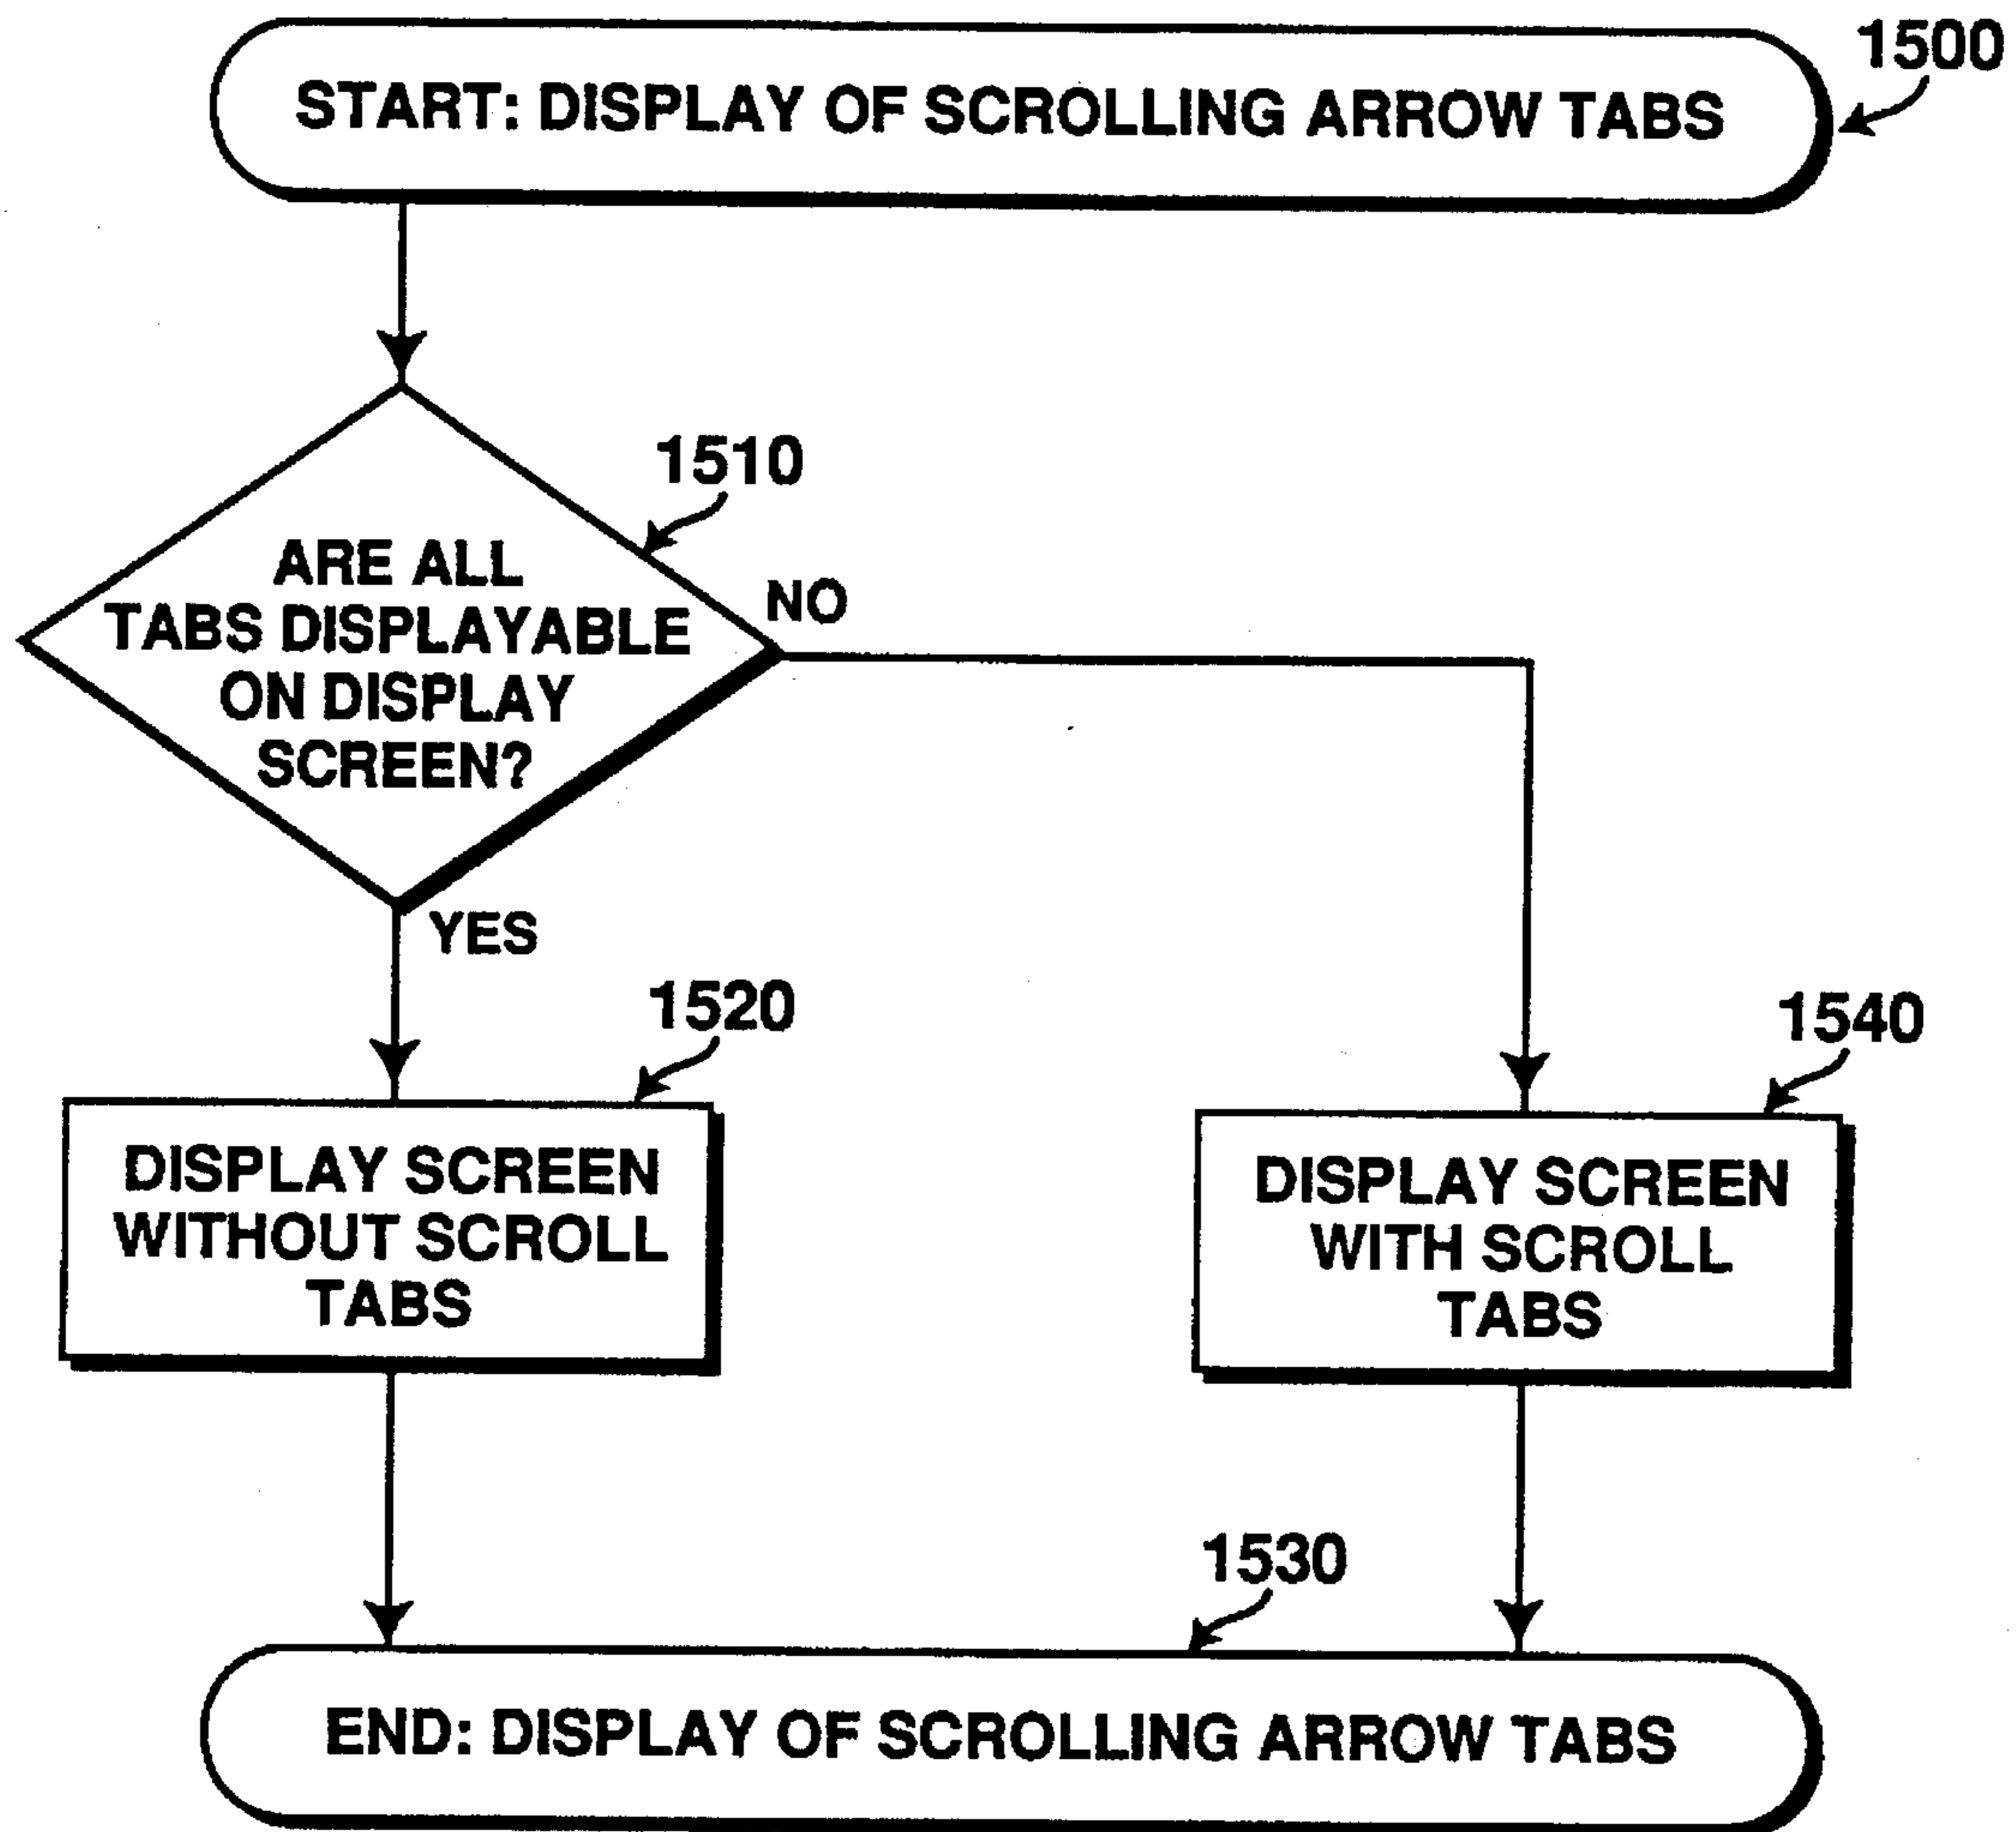 1500
START: DISPLAY OF SCROLLING ARROW TABS
1510
ARE ALL
TABS DISPLAYABLE
ON DISPLAY
SCREEN?
NO
YES
1520
DISPLAY SCREEN
WITHOUT SCROLL
TABS
1540
DISPLAY SCREEN
WITH SCROLL
TABS
1530
END: DISPLAY OF SCROLLING ARROW TABS